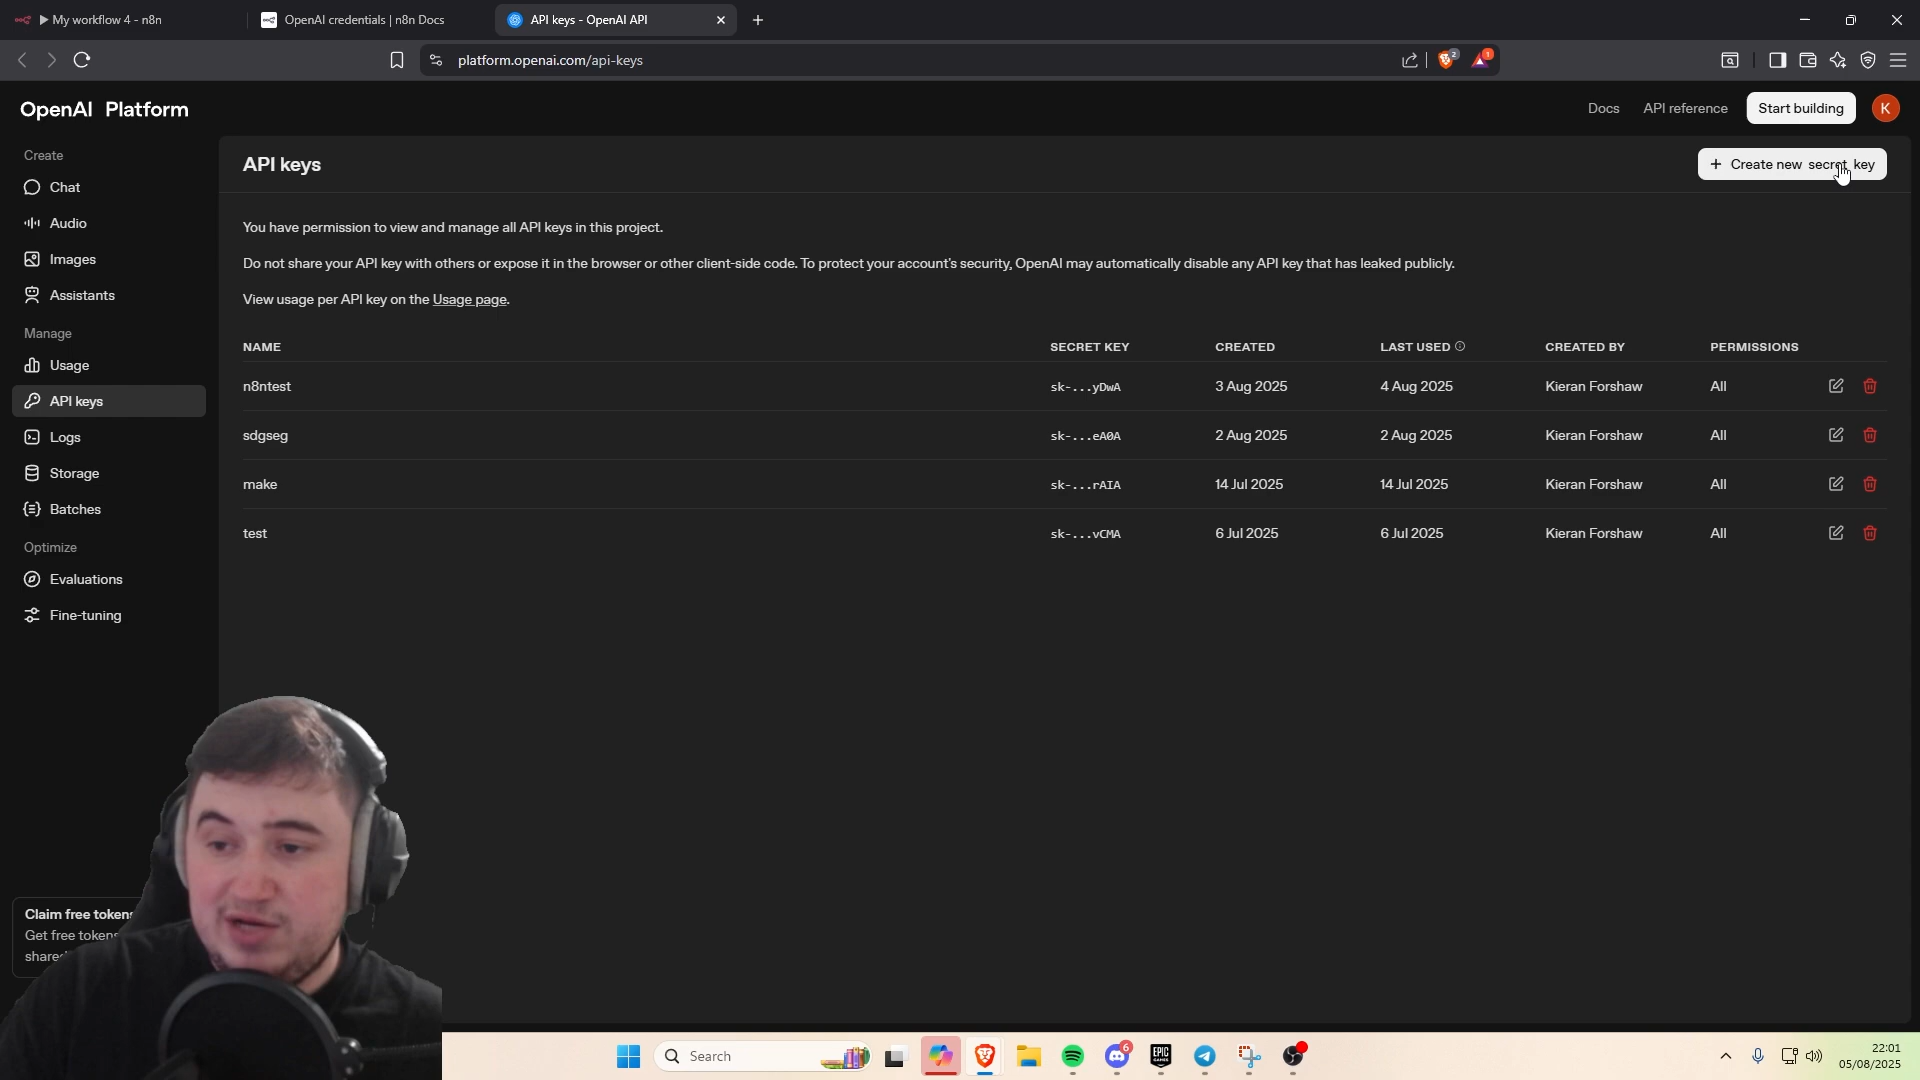 My workflow 4 - n8n
OpenAI credentials | n8n Docs
API keys - OpenAI API
platform.openai.com/api-keys
2
1
OpenAI Platform
Docs
API reference
Start building
K
Create
Chat
Audio
Images
Assistants
Manage
Usage
API keys
Logs
Storage
Batches
Optimize
Evaluations
Fine-tuning
API keys
+ Create new secret key
You have permission to view and manage all API keys in this project.
Do not share your API key with others or expose it in the browser or other client-side code. To protect your account's security, OpenAI may automatically disable any API key that has leaked publicly.
View usage per API key on the Usage page.
NAME SECRET KEY CREATED LAST USED CREATED BY PERMISSIONS
n8ntest sk-...yDwA 3 Aug 2025 4 Aug 2025 Kieran Forshaw All
sdgseg sk-...eA0A 2 Aug 2025 2 Aug 2025 Kieran Forshaw All
make sk-...rAIA 14 Jul 2025 14 Jul 2025 Kieran Forshaw All
test sk-...vCMA 6 Jul 2025 6 Jul 2025 Kieran Forshaw All
Claim free tokens
Get free tokens
shared
Search
6
EPIC
GAMES
22:01
05/08/2025